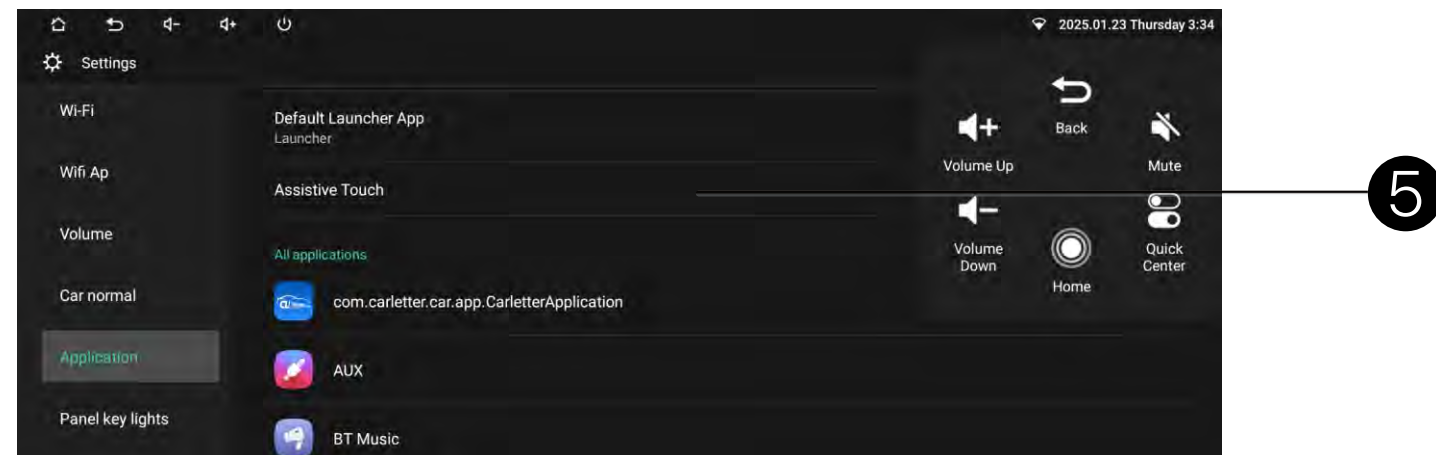 2025.01.23 Thursday 3:34
Settings
Wi-Fi
Wifi Ap
Volume
Car normal
Application
Panel key lights
Default Launcher App
Launcher
Assistive Touch
All applications
com.carletter.car.app.CarletterApplication
AUX
BT Music
Back
Volume Up
Mute
Volume
Down
Home
Quick
Center
5